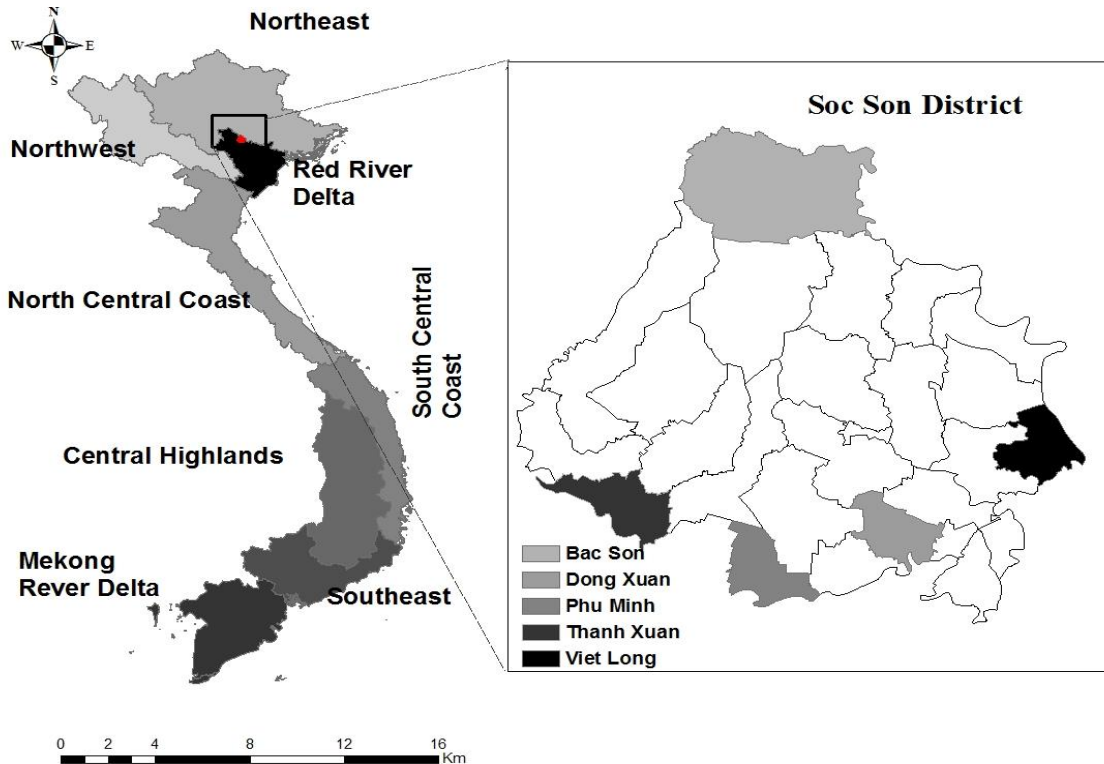 Northeast
N
W E
S
Northwest
Red River
Delta
North Central Coast
South Central
Coast
Central Highlands
Mekong
Rever Delta
Southeast
0 2 4 8 12 16
Km
Soc Son District
Bac Son
Dong Xuan
Phu Minh
Thanh Xuan
Viet Long